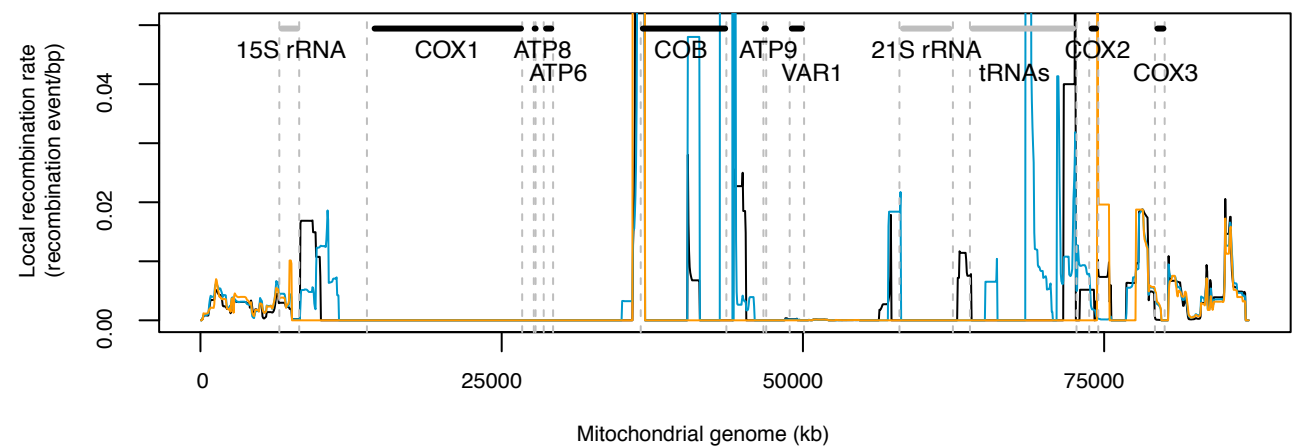 Local recombination rate
(recombination event/bp)
0.04
0.02
0.00
15S rRNA
COX1
ATP8
ATP6
COB
ATP9
VAR1
21S rRNA
tRNAs
COX2
COX3
0
25000
50000
75000
Mitochondrial genome (kb)